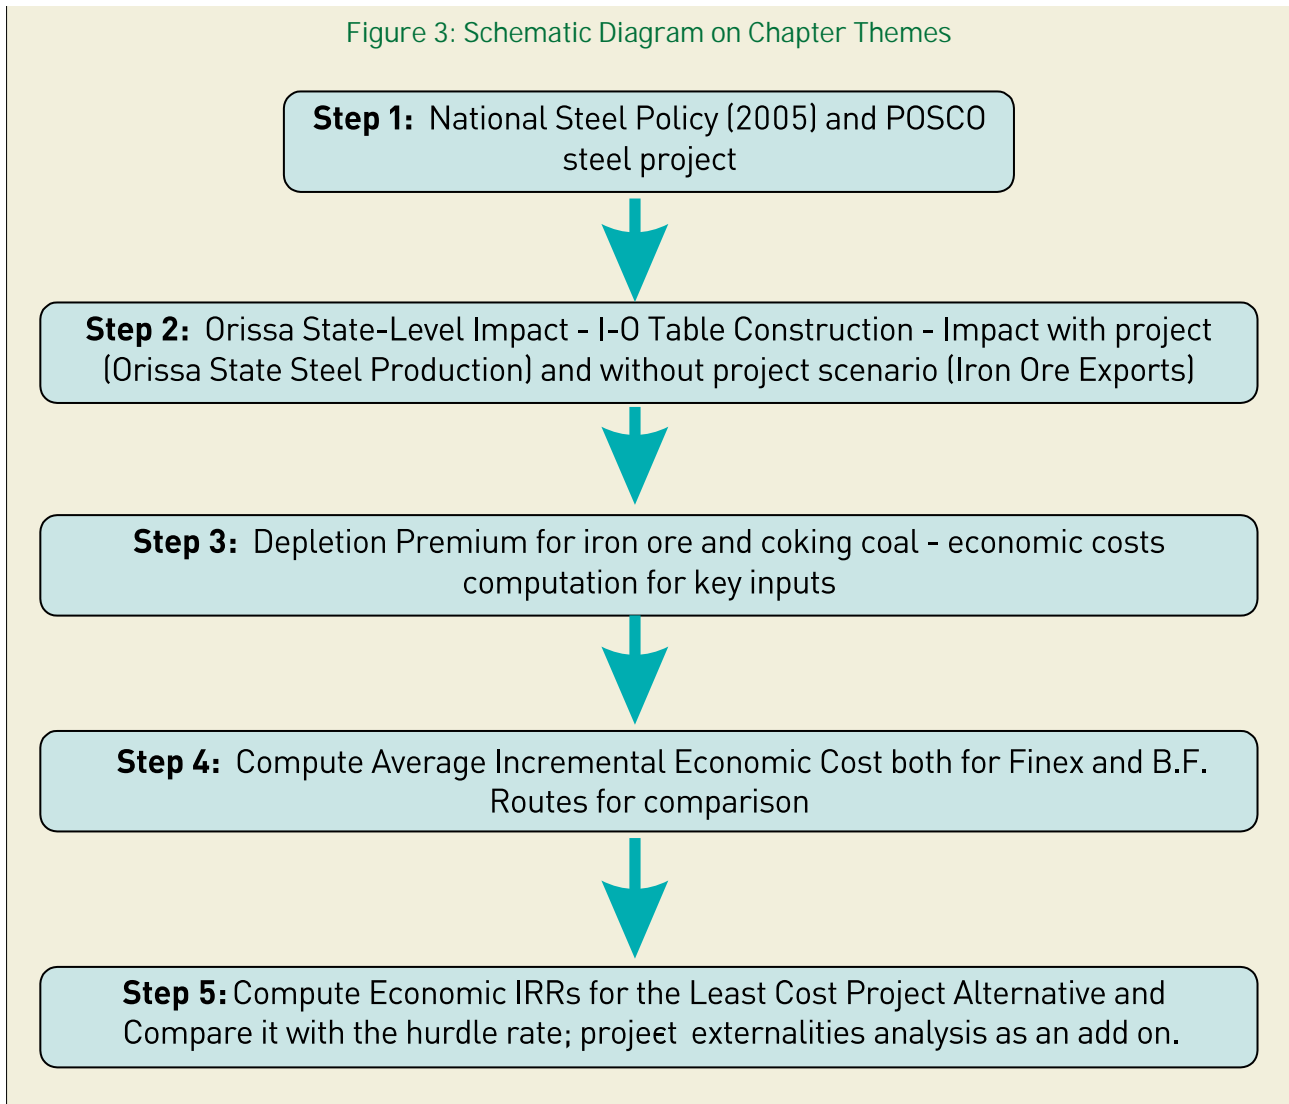 Figure 3: Schematic Diagram on Chapter Themes
Step 1: National Steel Policy (2005) and POSCO
steel project
Step 2: Orissa State-Level Impact - I-O Table Construction - Impact with project
(Orissa State Steel Production) and without project scenario (Iron Ore Exports)
Step 3: Depletion Premium for iron ore and coking coal - economic costs
computation for key inputs
Step 4: Compute Average Incremental Economic Cost both for Finex and B.F.
Routes for comparison
Step 5: Compute Economic IRRs for the Least Cost Project Alternative and
Compare it with the hurdle rate; project externalities analysis as an add on.